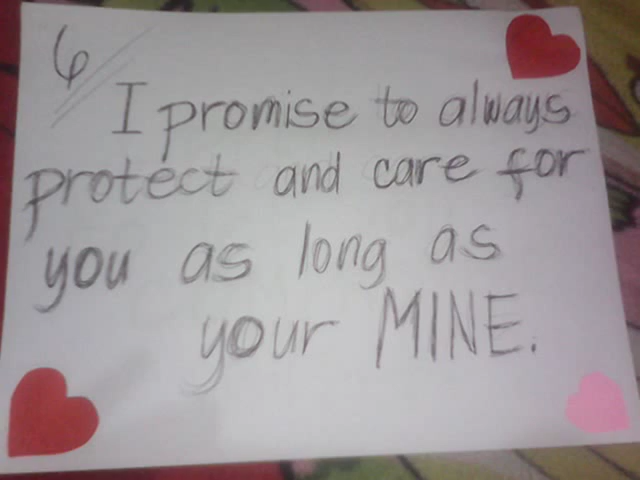 6
I promise to always
protect and care for
you as long as
your MINE.